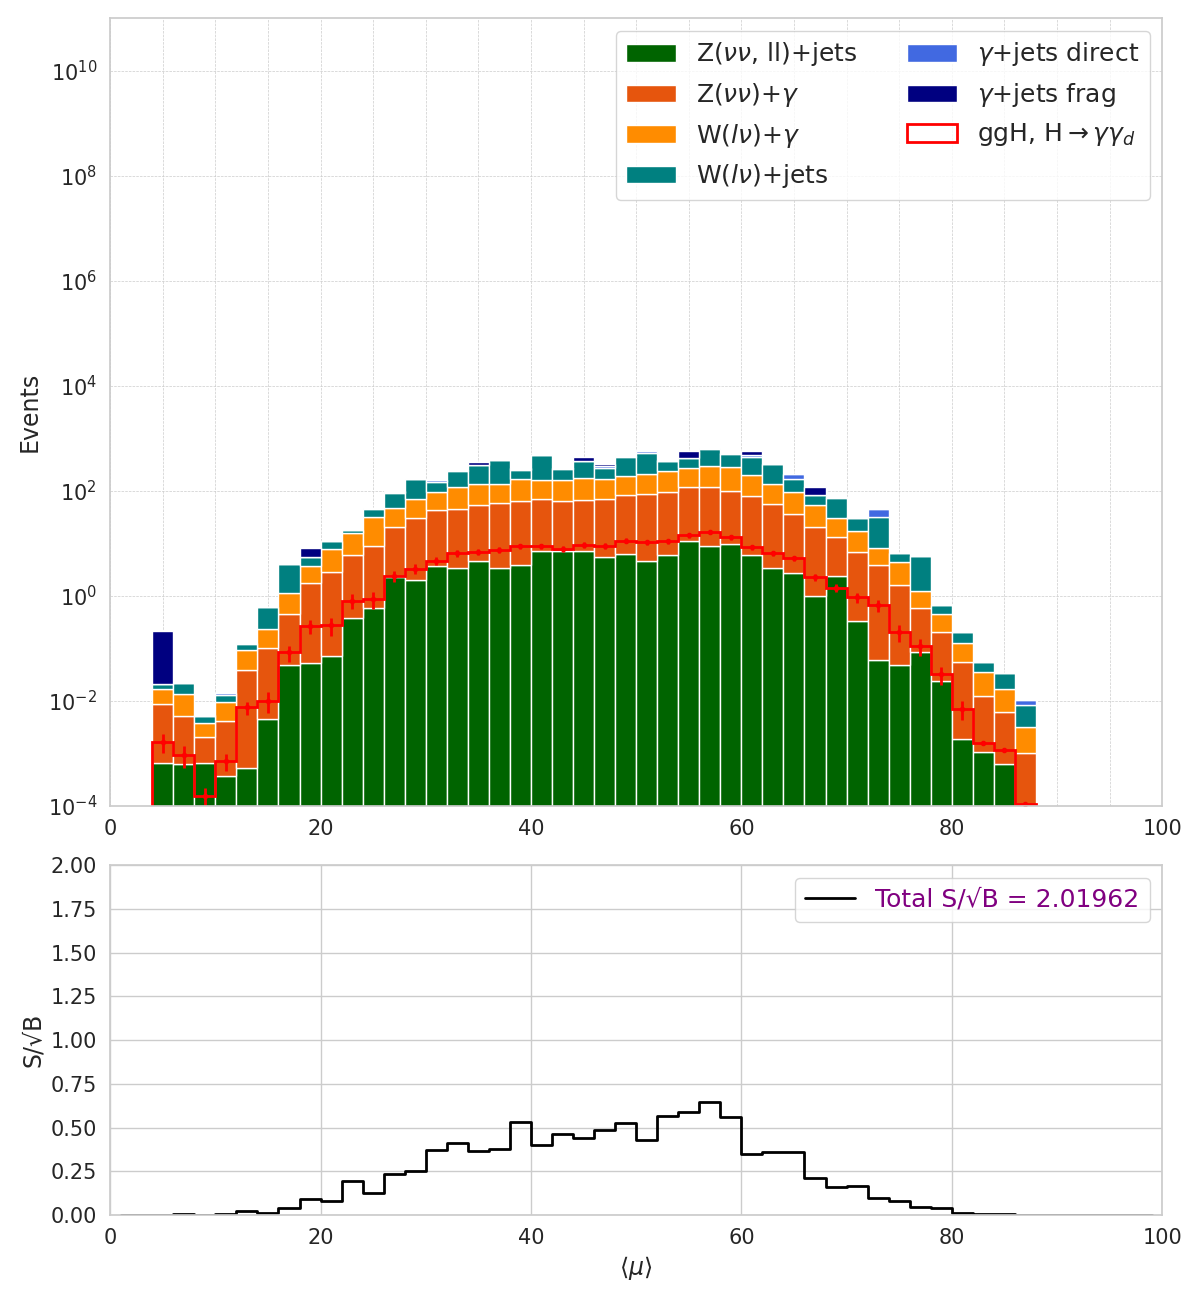 Z(νν, ll)+jets
Z(νν)+γ
W(lν)+γ
W(lν)+jets
γ+jets direct
γ+jets frag
ggH, H→γγ_d
Events
10^10
10^8
10^6
10^4
10^2
10^0
10^−2
10^−4
0 20 40 60 80 100
Total S/√B = 2.01962
S/√B
2.00
1.75
1.50
1.25
1.00
0.75
0.50
0.25
0.00
0 20 40 60 80 100
⟨μ⟩